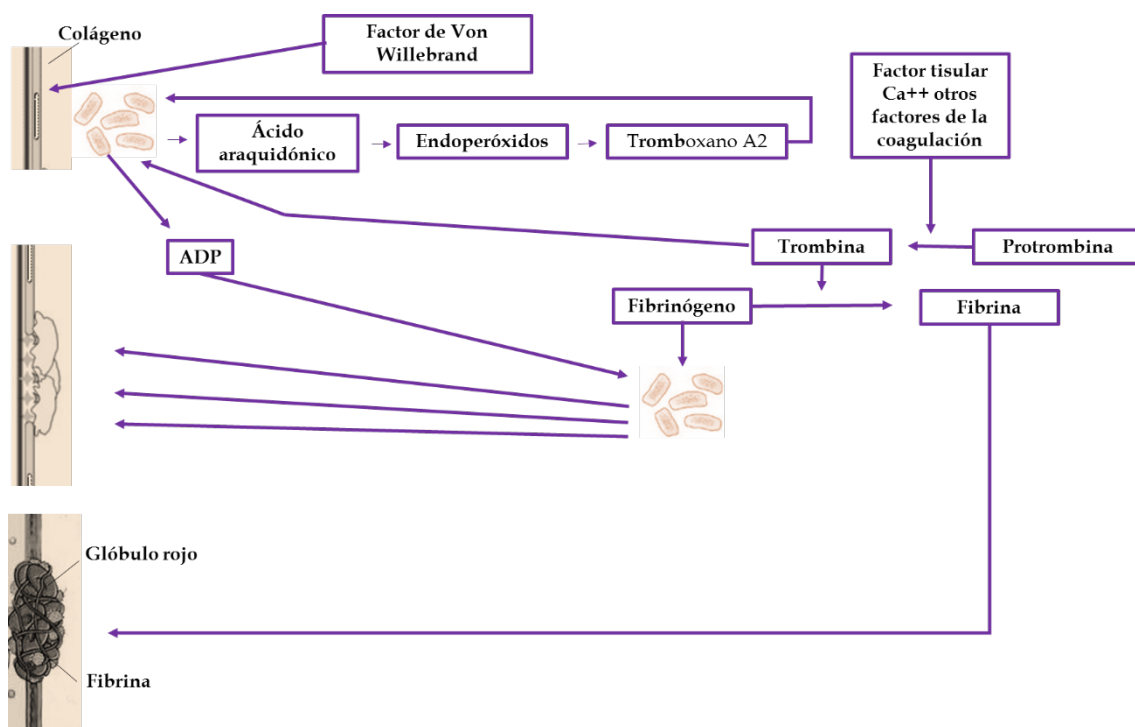 Colágeno
Factor de Von
Willebrand
Factor tisular
Ca++ otros
factores de la
coagulación
Ácido
araquidónico
Endoperóxidos
Tromboxano A2
ADP
Trombina
Protrombina
Fibrinógeno
Fibrina
Glóbulo rojo
Fibrina